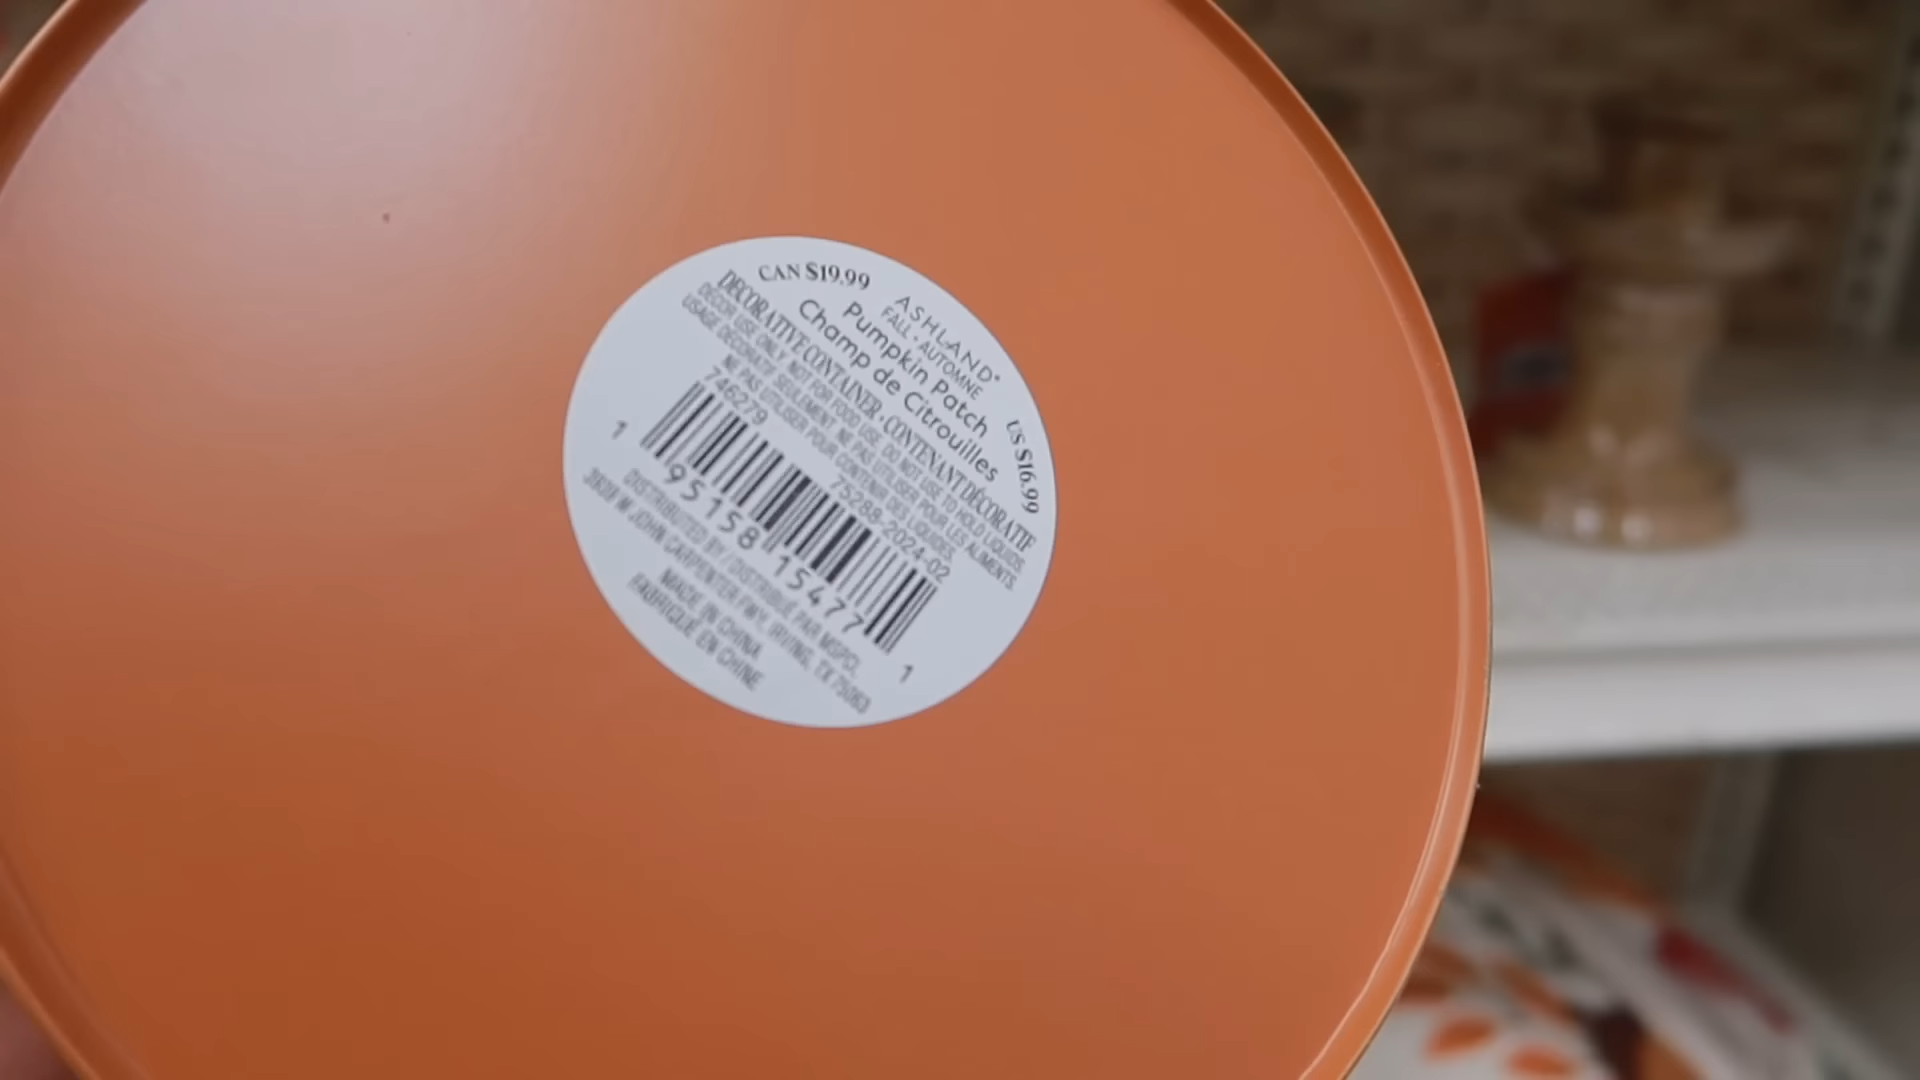 CAN $19.99
ASHLAND®
FALL • AUTOMNE
Pumpkin Patch
Champ de Citrouilles
US $16.99
DECORATIVE CONTAINER • CONTENANT DÉCORATIF
DÉCOR USE ONLY. NOT FOR FOOD USE. DO NOT USE TO HOLD LIQUIDS.
USAGE DÉCORATIF SEULEMENT. NE PAS UTILISER POUR LES ALIMENTS.
NE PAS UTILISER POUR CONTENIR DES LIQUIDES.
746279 75288-2024-02
1 95158 15477 1
DISTRIBUTED BY / DISTRIBUÉ PAR MSPCI,
3939 W. JOHN CARPENTER FWY, IRVING, TX 75063
MADE IN CHINA
FABRIQUÉ EN CHINE